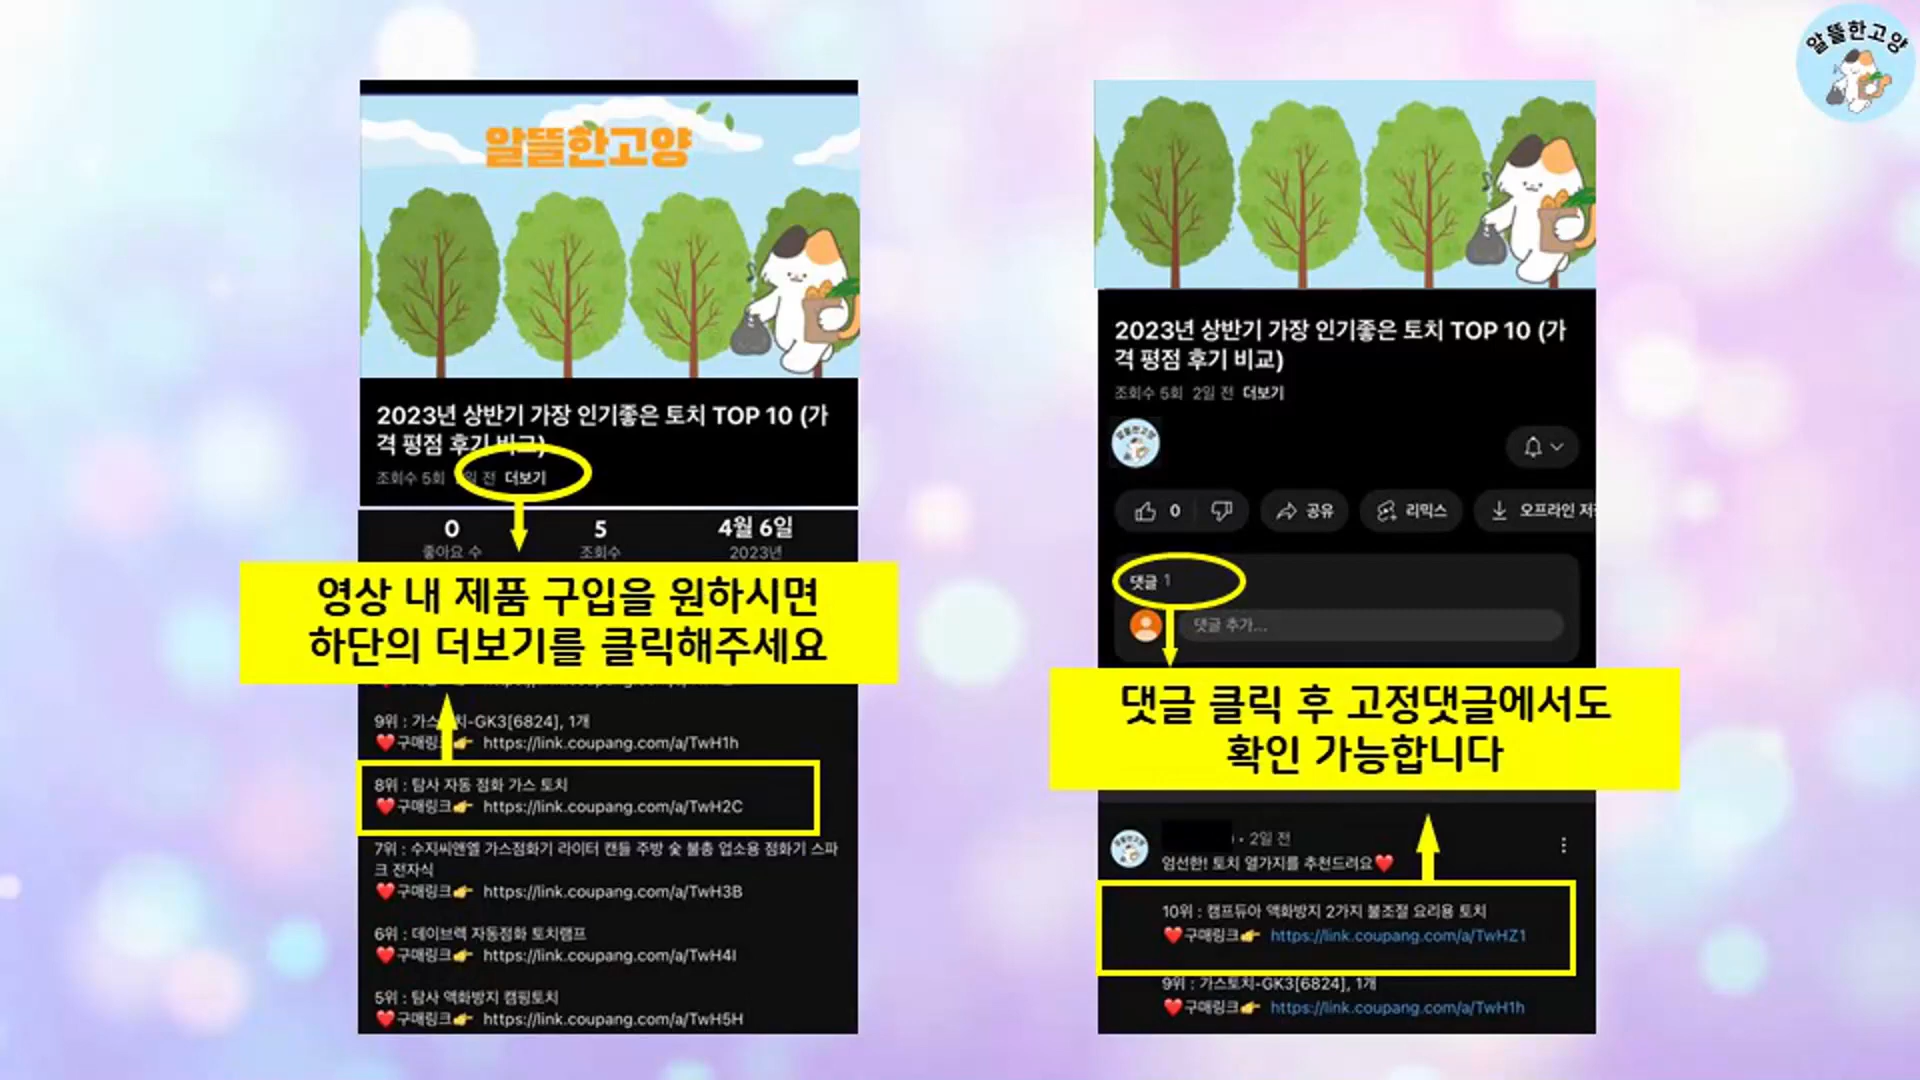 알뜰한고양
알뜰한고양
2023년 상반기 가장 인기좋은 토치 TOP 10 (가
격 평점 후기 비교)
조회수 5회 일 전 더보기
0 5 4월 6일
좋아요 수 조회수 2023년
영상 내 제품 구입을 원하시면
하단의 더보기를 클릭해주세요
9위 : 가스토치-GK3[6824], 1개
❤️구매링크👉 https://link.coupang.com/a/TwH1h
8위 : 탐사 자동 점화 가스 토치
❤️구매링크👉 https://link.coupang.com/a/TwH2C
7위 : 수지씨앤엘 가스점화기 라이터 캔들 주방 숯 불총 업소용 점화기 스파
크 전자식
❤️구매링크👉 https://link.coupang.com/a/TwH3B
6위 : 데이브렉 자동점화 토치램프
❤️구매링크👉 https://link.coupang.com/a/TwH4I
5위 : 탐사 액화방지 캠핑토치
❤️구매링크👉 https://link.coupang.com/a/TwH5H
2023년 상반기 가장 인기좋은 토치 TOP 10 (가
격 평점 후기 비교)
조회수 5회 2일 전 더보기
알뜰한고양
0 공유 리믹스 오프라인 저
댓글 1
댓글 추가...
댓글 클릭 후 고정댓글에서도
확인 가능합니다
알뜰한고양
• 2일 전
엄선한! 토치 열가지를 추천드려요❤️
10위 : 캠프듀아 액화방지 2가지 불조절 요리용 토치
❤️구매링크👉 https://link.coupang.com/a/TwHZ1
9위 : 가스토치-GK3[6824], 1개
❤️구매링크👉 https://link.coupang.com/a/TwH1h